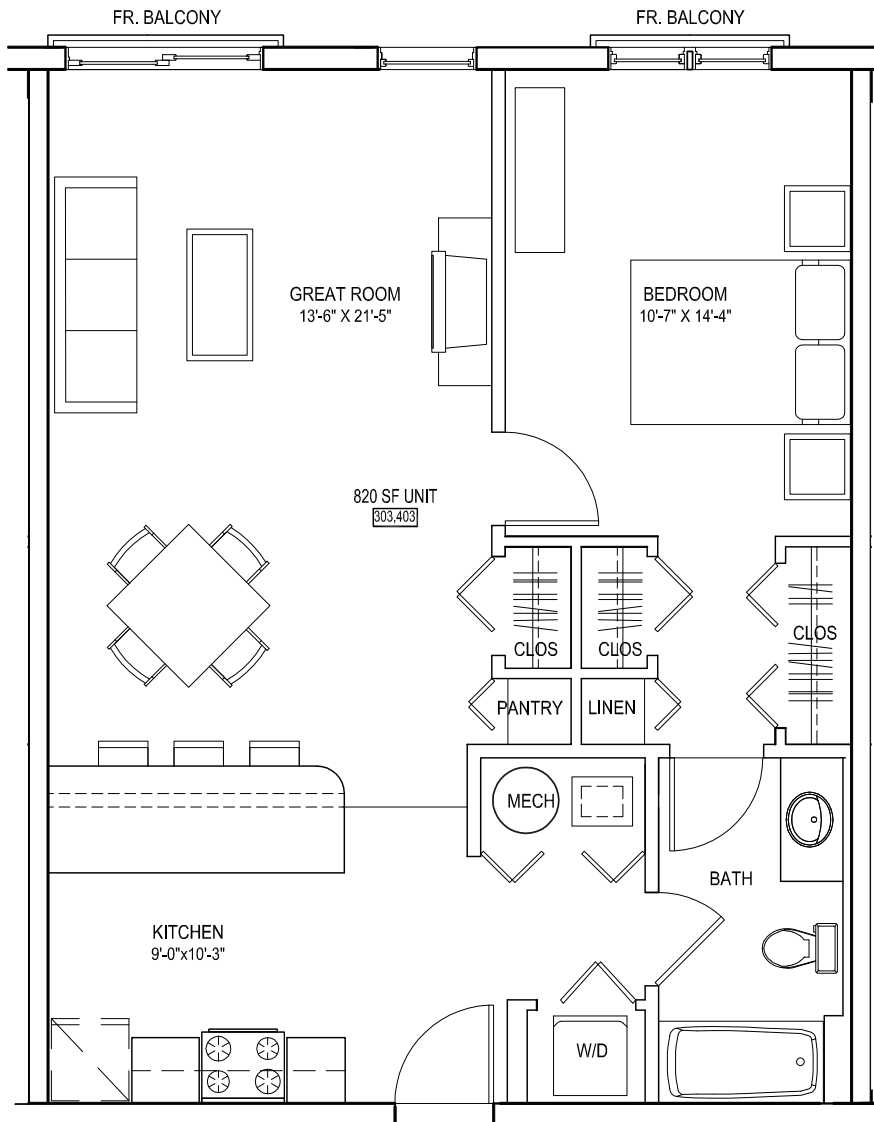 FR. BALCONY
FR. BALCONY
GREAT ROOM
13'-6" X 21'-5"
BEDROOM
10'-7" X 14'-4"
820 SF UNIT
303,403
CLOS
CLOS
CLOS
PANTRY
LINEN
MECH
BATH
KITCHEN
9'-0"x10'-3"
W/D